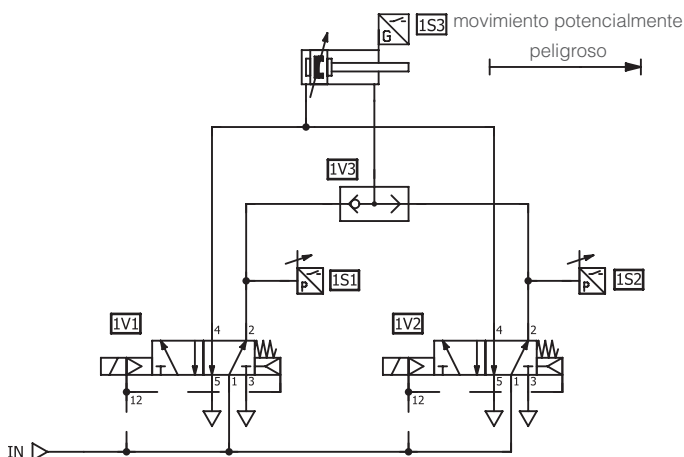 1S3 movimiento potencialmente
peligroso
G
1V3
p 1S1
p 1S2
1V1 4 2
1V2 4 2
5 1 3
5 1 3
12
12
IN